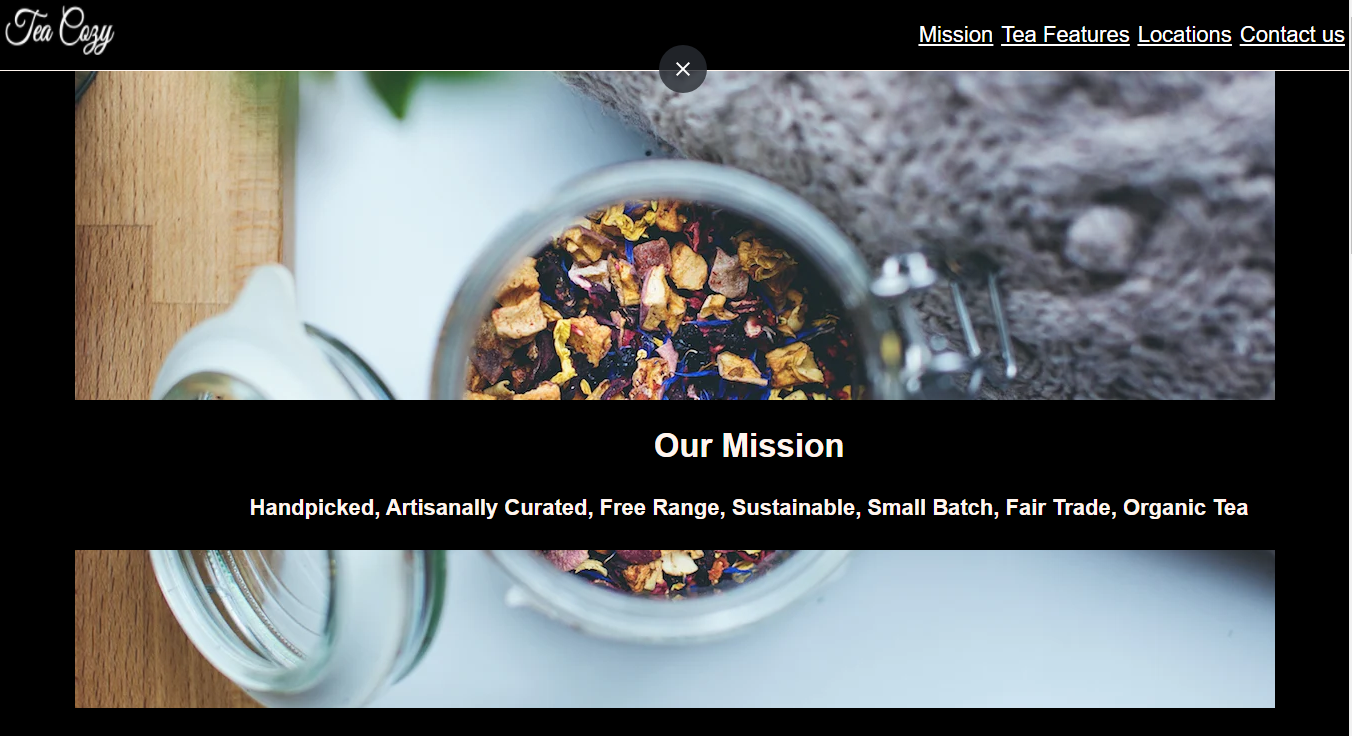 Tea Cozy
Mission Tea Features Locations Contact us
Our Mission
Handpicked, Artisanally Curated, Free Range, Sustainable, Small Batch, Fair Trade, Organic Tea